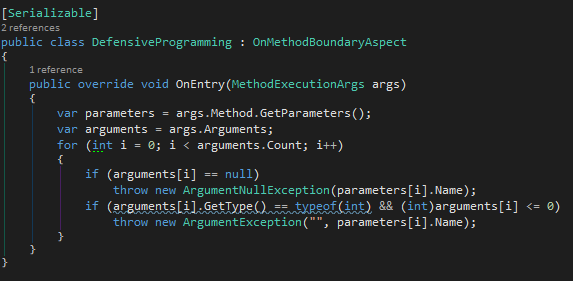 [Serializable]
2 references
public class DefensiveProgramming : OnMethodBoundaryAspect
{
1 reference
public override void OnEntry(MethodExecutionArgs args)
{
var parameters = args.Method.GetParameters();
var arguments = args.Arguments;
for (int i = 0; i < arguments.Count; i++)
{
if (arguments[i] == null)
throw new ArgumentNullException(parameters[i].Name);
if (arguments[i].GetType() == typeof(int) && (int)arguments[i] <= 0)
throw new ArgumentException("", parameters[i].Name);
}
}
}